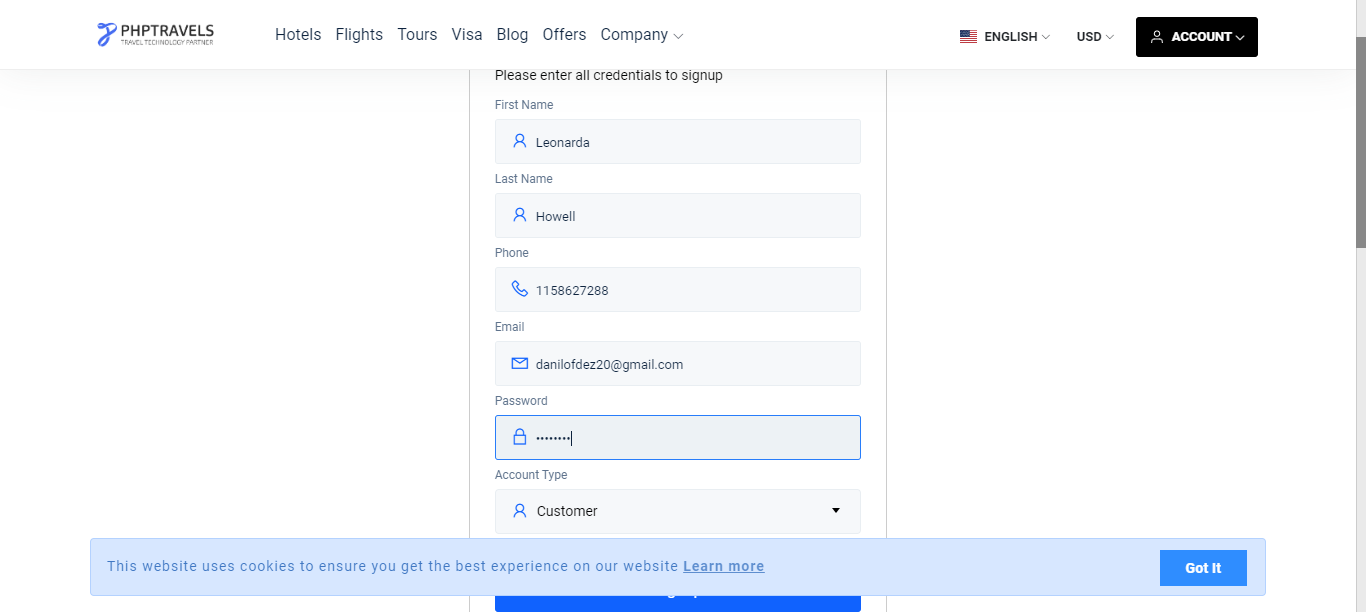 PHPTRAVELS
TRAVEL TECHNOLOGY PARTNER
Hotels Flights Tours Visa Blog Offers Company
ENGLISH USD ACCOUNT
Please enter all credentials to signup
First Name
Leonarda
Last Name
Howell
Phone
1158627288
Email
danilofdez20@gmail.com
Password
••••••••
Account Type
Customer
This website uses cookies to ensure you get the best experience on our website Learn more
Got It